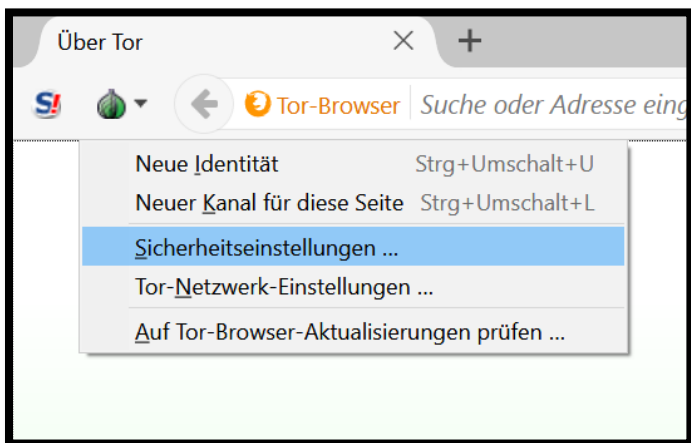 Über Tor
S!
Tor-Browser Suche oder Adresse eing
Neue Identität Strg+Umschalt+U
Neuer Kanal für diese Seite Strg+Umschalt+L
Sicherheitseinstellungen ...
Tor-Netzwerk-Einstellungen ...
Auf Tor-Browser-Aktualisierungen prüfen ...